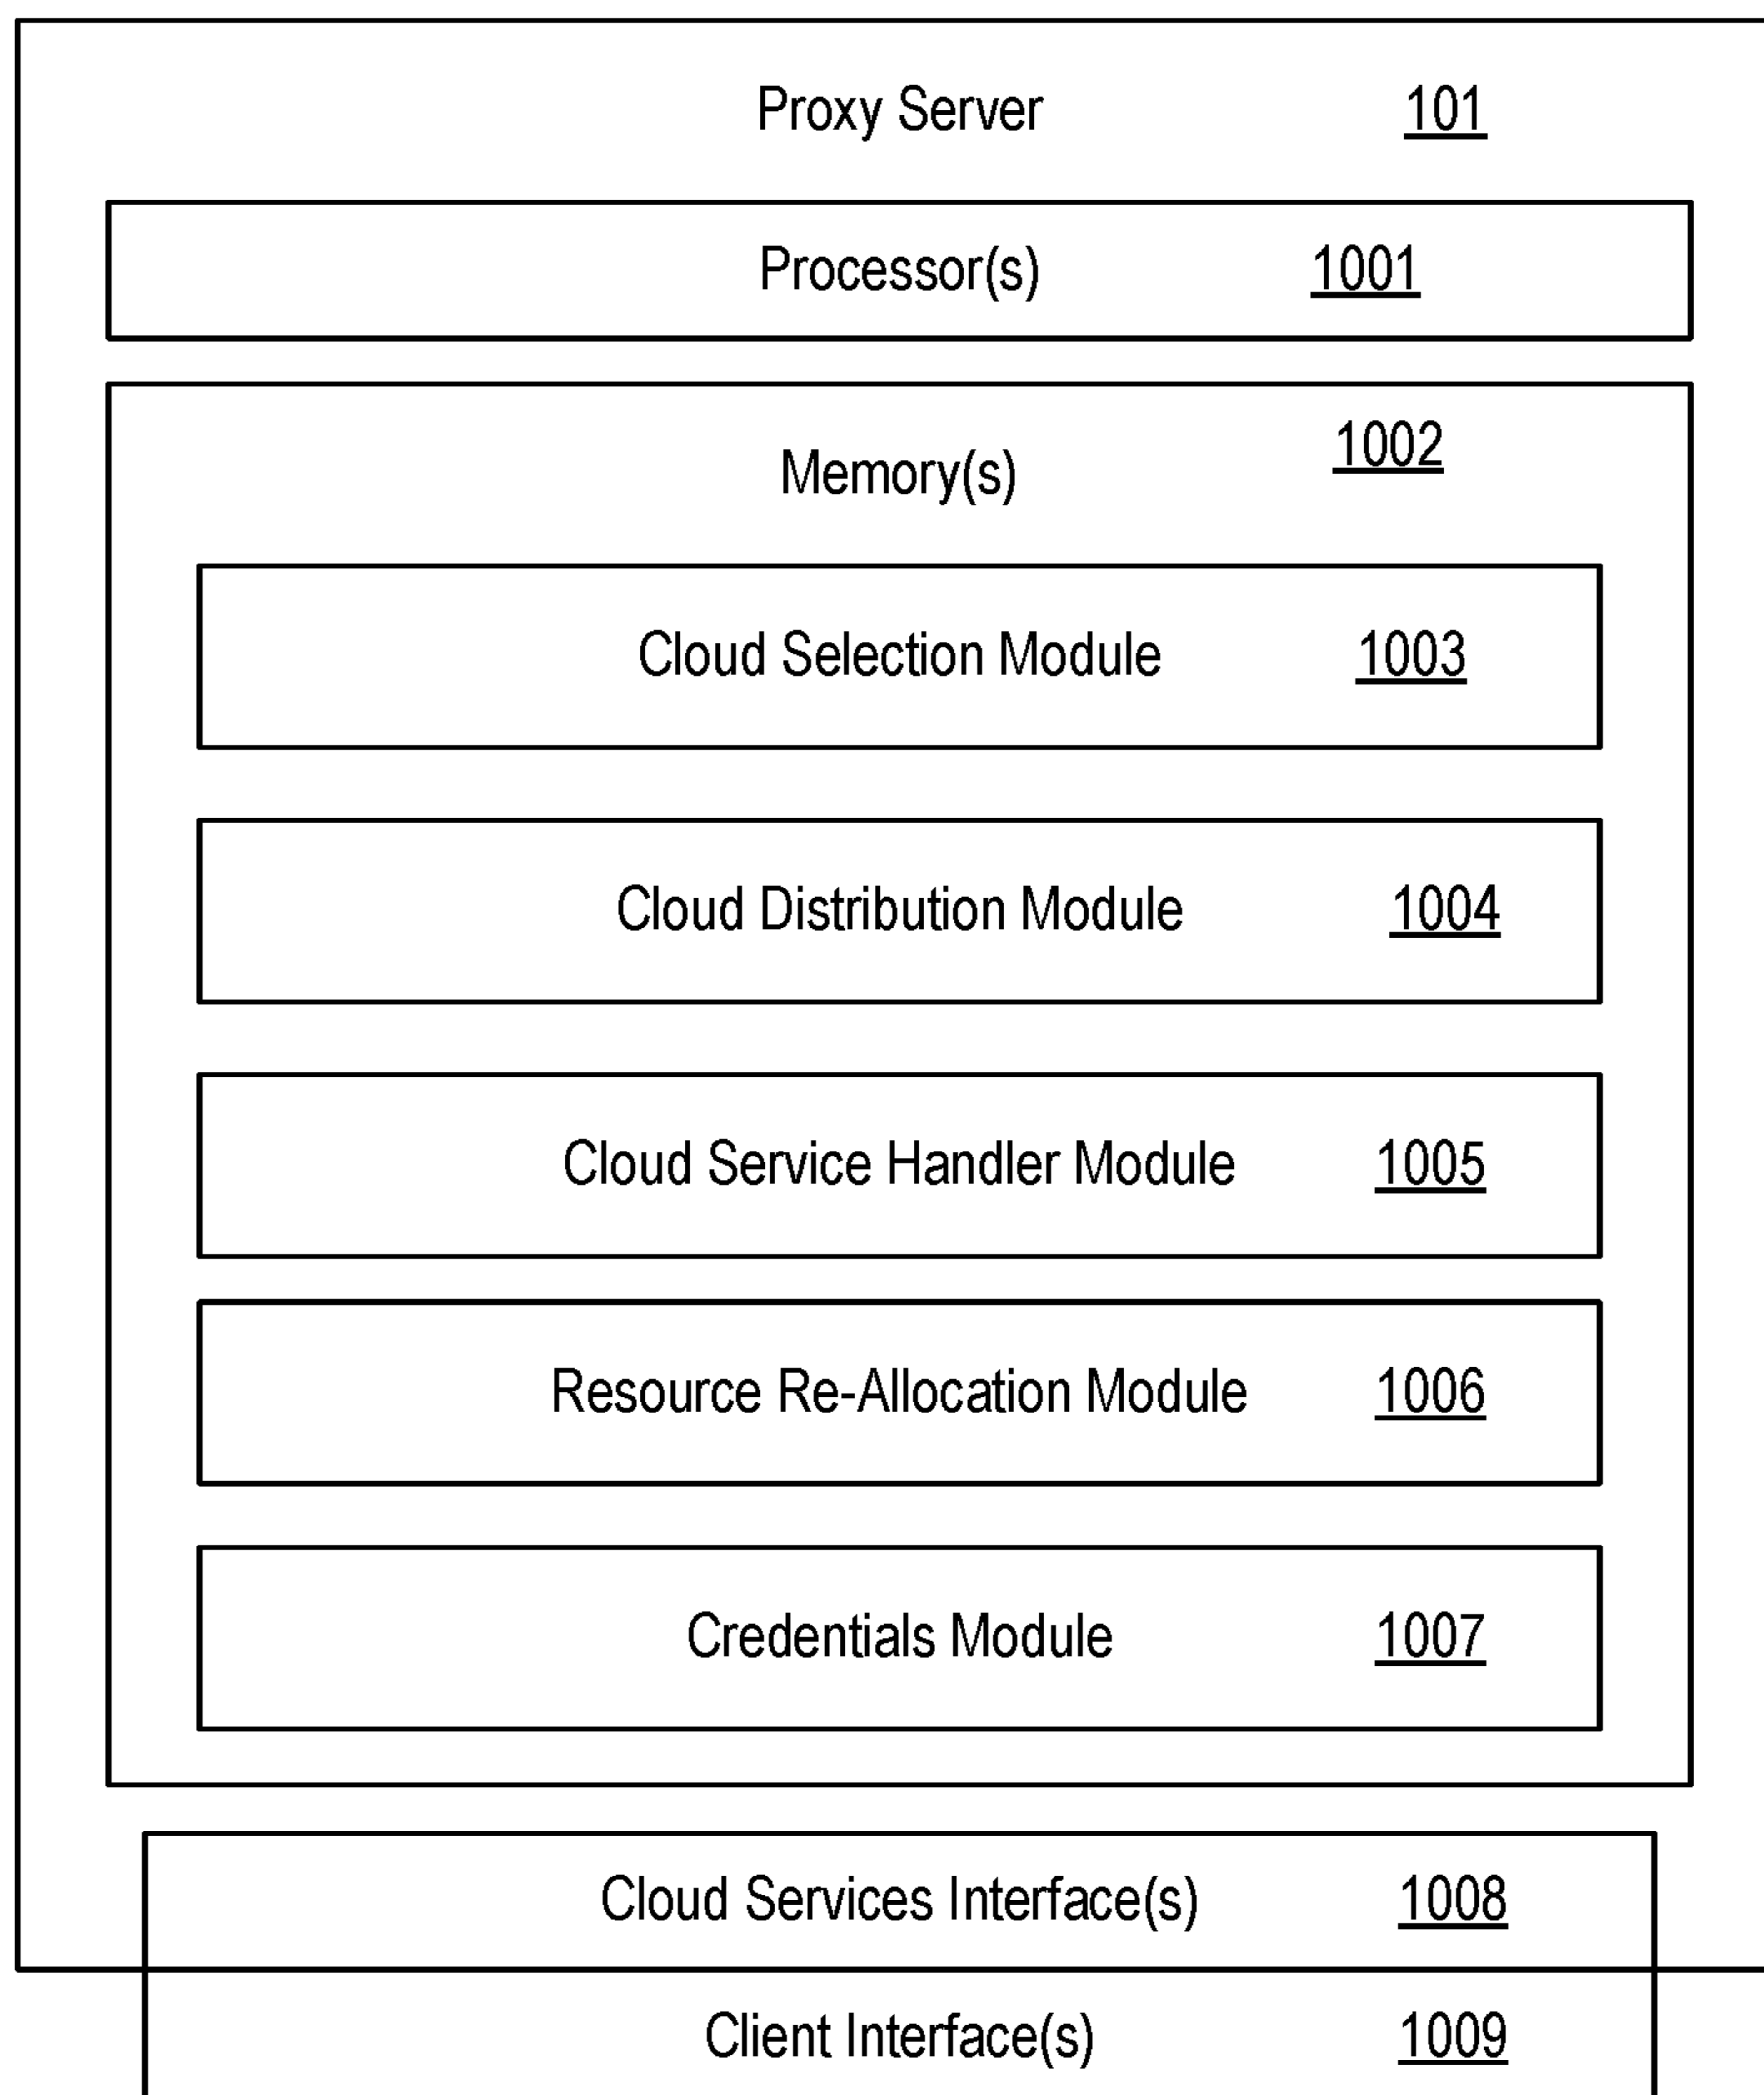 Proxy Server 101
Processor(s) 1001
Memory(s) 1002
Cloud Selection Module 1003
Cloud Distribution Module 1004
Cloud Service Handler Module 1005
Resource Re-Allocation Module 1006
Credentials Module 1007
Cloud Services Interface(s) 1008
Client Interface(s) 1009